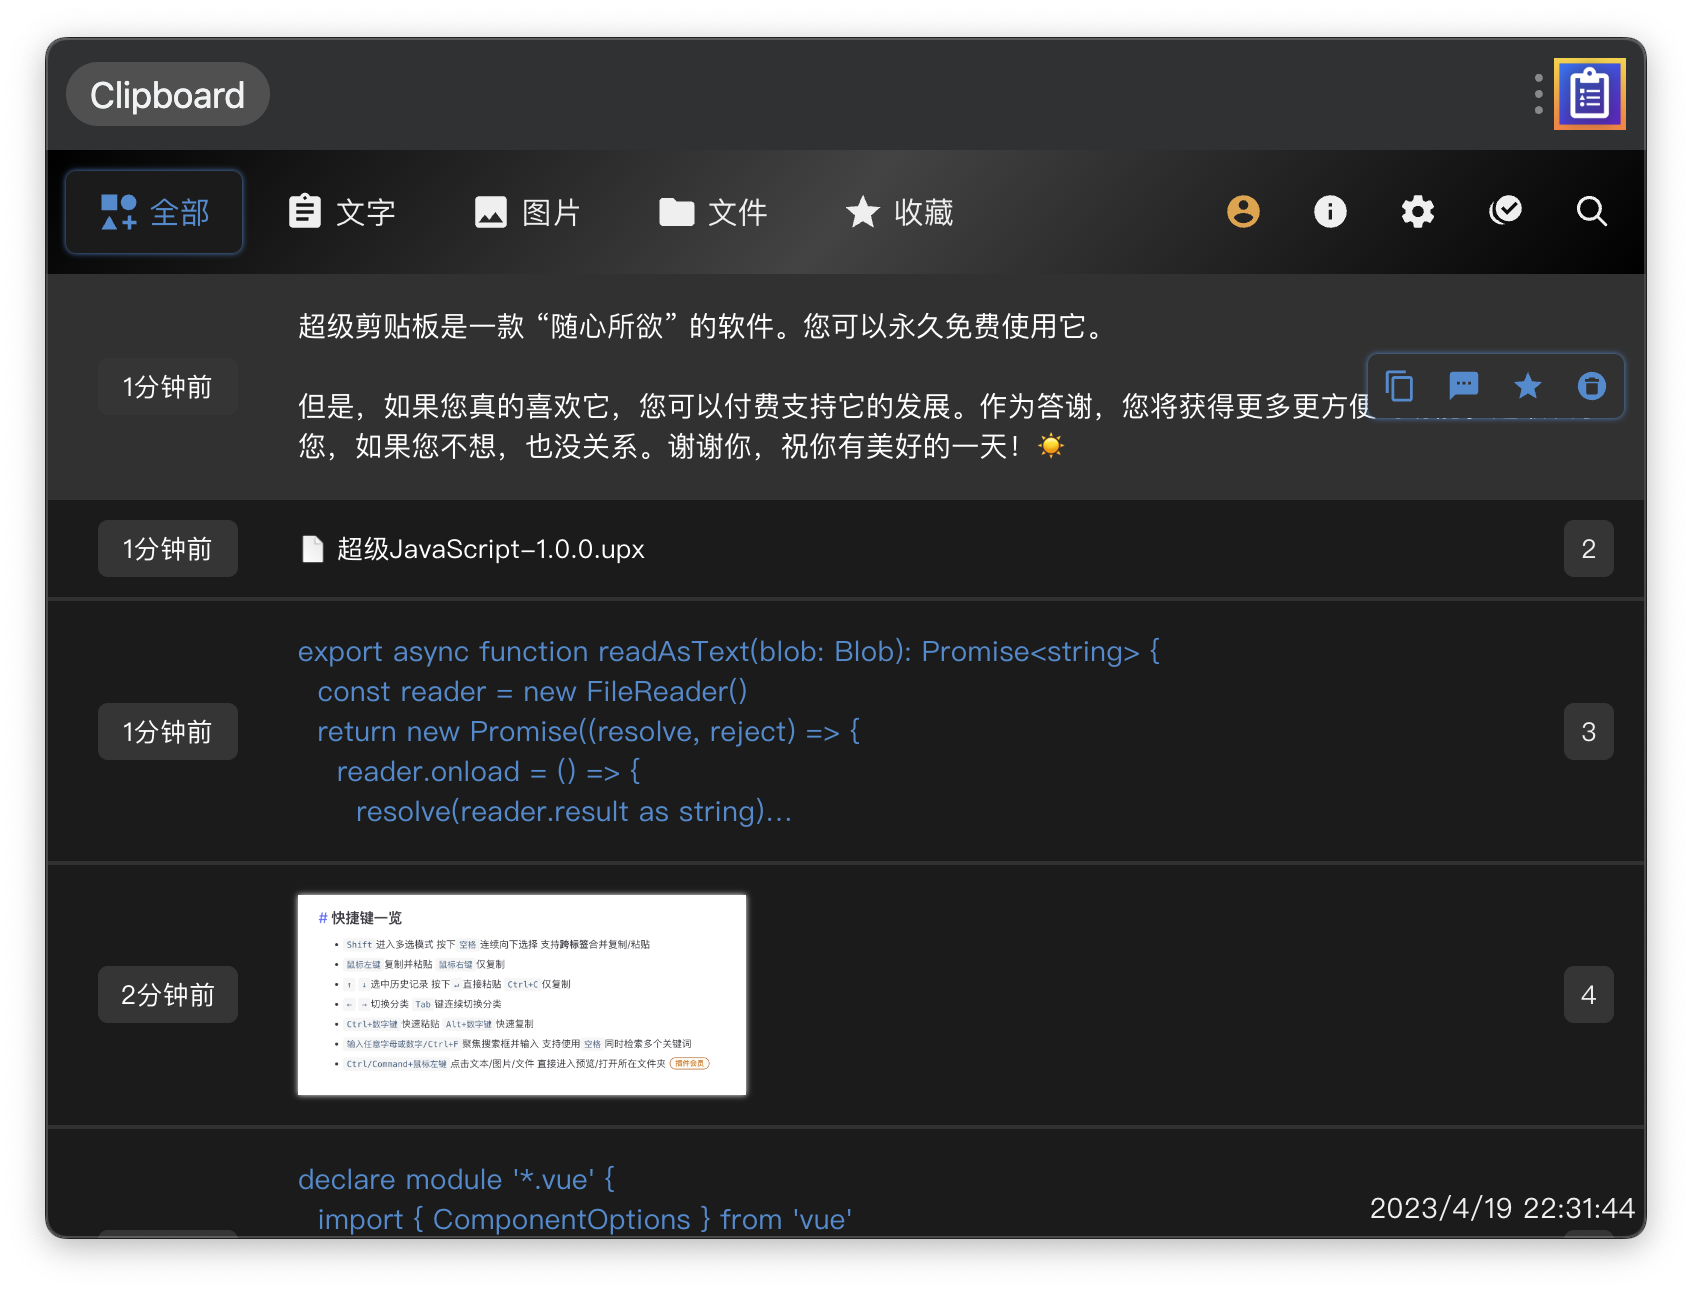 Clipboard
全部 文字 图片 文件 收藏
超级剪贴板是一款 “随心所欲” 的软件。您可以永久免费使用它。
1分钟前
但是，如果您真的喜欢它，您可以付费支持它的发展。作为答谢，您将获得更多更方便
您，如果您不想，也没关系。谢谢你，祝你有美好的一天！☀️
1分钟前 超级JavaScript-1.0.0.upx 2
export async function readAsText(blob: Blob): Promise<string> {
const reader = new FileReader()
1分钟前 return new Promise((resolve, reject) => { 3
reader.onload = () => {
resolve(reader.result as string)...
2分钟前 4
# 快捷键一览
• Shift 进入多选模式 按下 空格 连续向下选择 支持跨标签合并复制/粘贴
• 鼠标左键 复制并粘贴 鼠标右键 仅复制
• ↑ ↓ 选中历史记录 按下 ↵ 直接粘贴 Ctrl+C 仅复制
• ← → 切换分类 Tab 键连续切换分类
• Ctrl+数字键 快速粘贴 Alt+数字键 快速复制
• 输入任意字母或数字/Ctrl+F 聚焦搜索框并输入 支持使用 空格 同时检索多个关键词
• Ctrl/Command+鼠标左键 点击文本/图片/文件 直接进入预览/打开所在文件夹 插件会员
declare module '*.vue' {
import { ComponentOptions } from 'vue'
2023/4/19 22:31:44